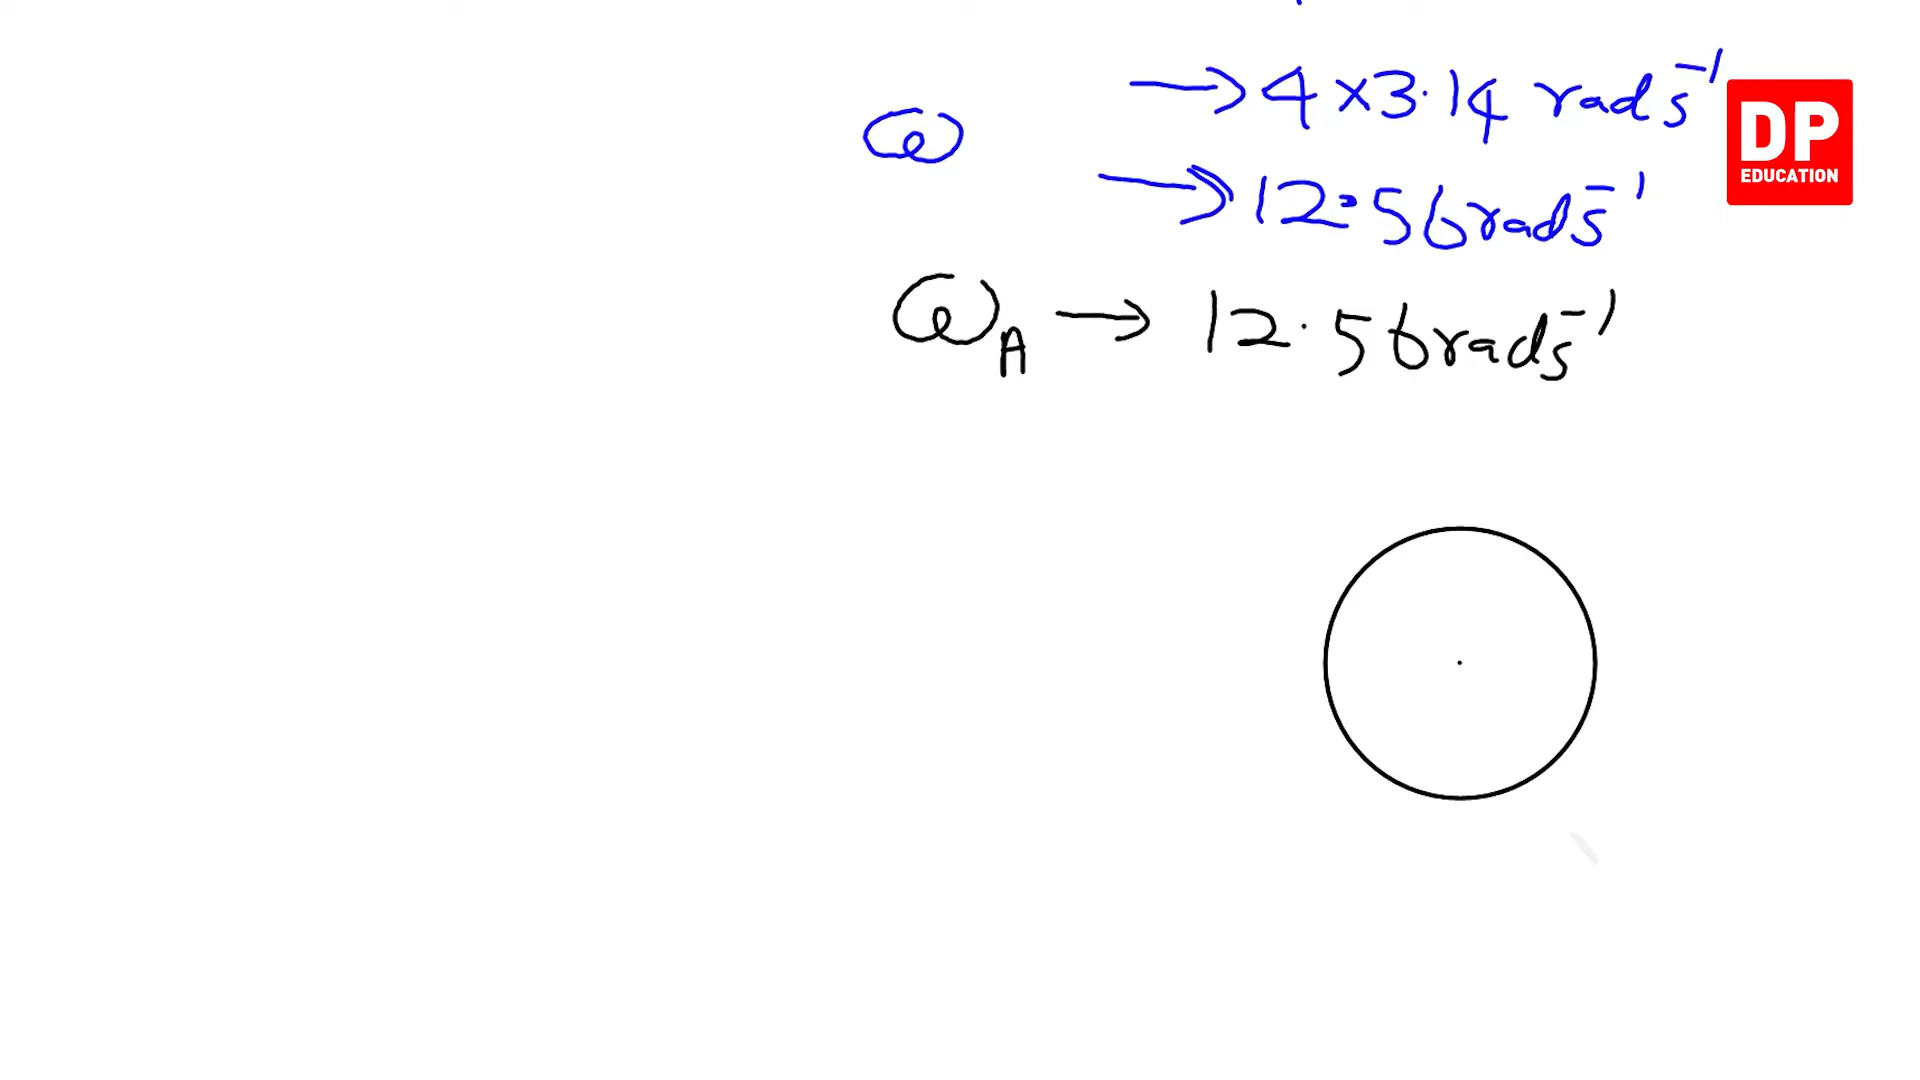 → 4 × 3.14 rad s⁻¹
ω
→ 12.56 rad s⁻¹
ω_A → 12.56 rad s⁻¹
DP
EDUCATION